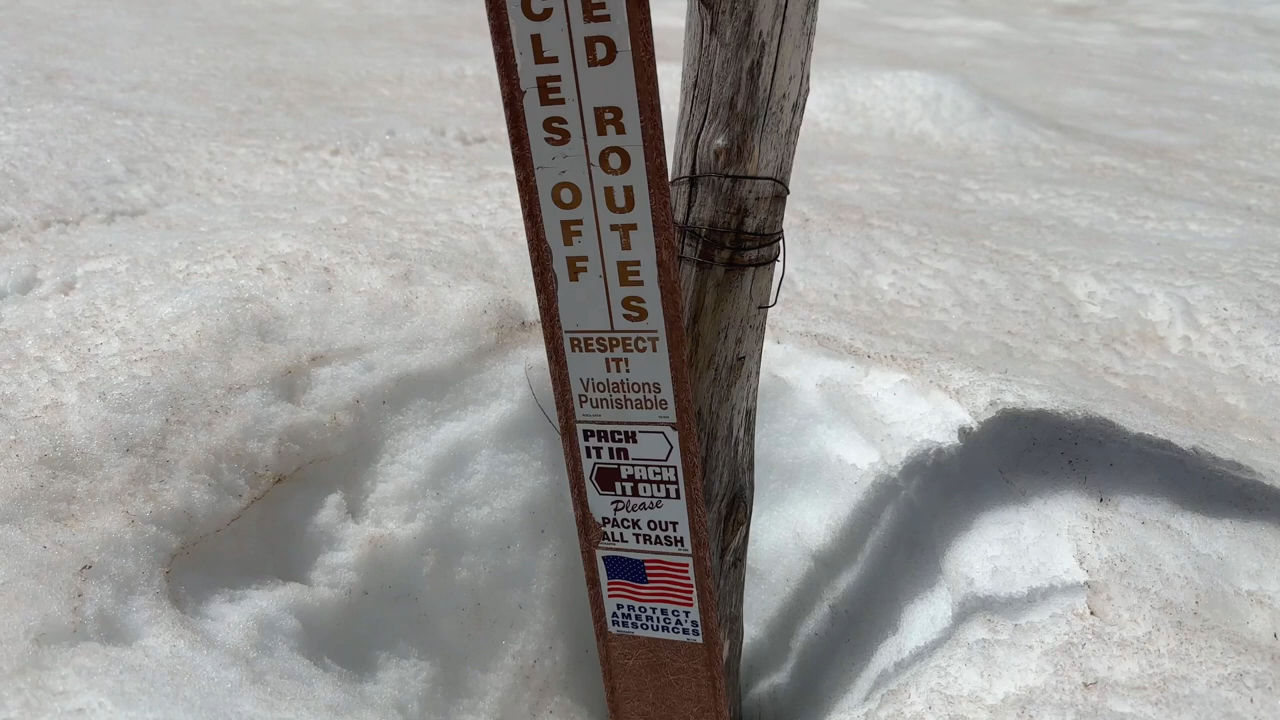 CLES OFF
ED ROUTES
RESPECT
IT!
Violations
Punishable
PACK
IT IN
PACK
IT OUT
Please
PACK OUT
ALL TRASH
PROTECT
AMERICA'S
RESOURCES